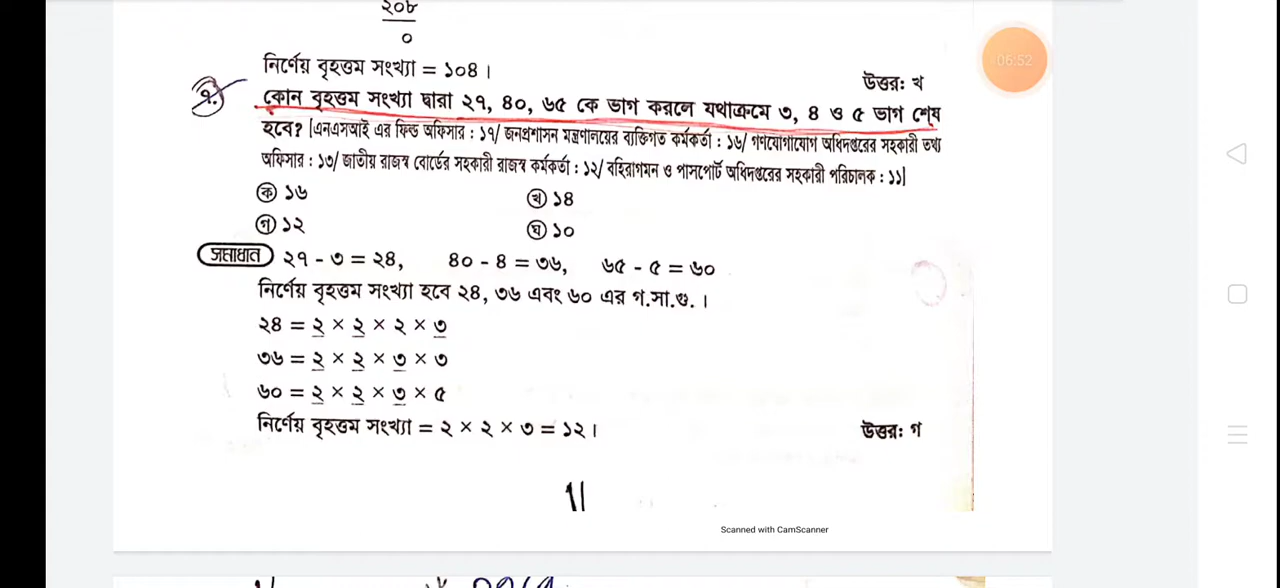 ২০৮
০
নির্ণেয় বৃহত্তম সংখ্যা = ১০৪।
উত্তর: খ
৭. কোন বৃহত্তম সংখ্যা দ্বারা ২৭, ৪০, ৬৫ কে ভাগ করলে যথাক্রমে ৩, ৪ ও ৫ ভাগ শেষ
হবে? [এনএসআই এর ফিল্ড অফিসার : ১৭/ জনপ্রশাসন মন্ত্রণালয়ের ব্যক্তিগত কর্মকর্তা : ১৬/ গণযোগাযোগ অধিদপ্তরের সহকারী তথ্য
অফিসার : ১৩/ জাতীয় রাজস্ব বোর্ডের সহকারী রাজস্ব কর্মকর্তা : ১২/ বহিরাগমন ও পাসপোর্ট অধিদপ্তরের সহকারী পরিচালক : ১১]
ক ১৬ খ ১৪
গ ১২ ঘ ১০
সমাধান ২৭ - ৩ = ২৪, ৪০ - ৪ = ৩৬, ৬৫ - ৫ = ৬০
নির্ণেয় বৃহত্তম সংখ্যা হবে ২৪, ৩৬ এবং ৬০ এর গ.সা.গু.।
২৪ = ২ × ২ × ২ × ৩
৩৬ = ২ × ২ × ৩ × ৩
৬০ = ২ × ২ × ৩ × ৫
নির্ণেয় বৃহত্তম সংখ্যা = ২ × ২ × ৩ = ১২। উত্তর: গ
Scanned with CamScanner
06:52